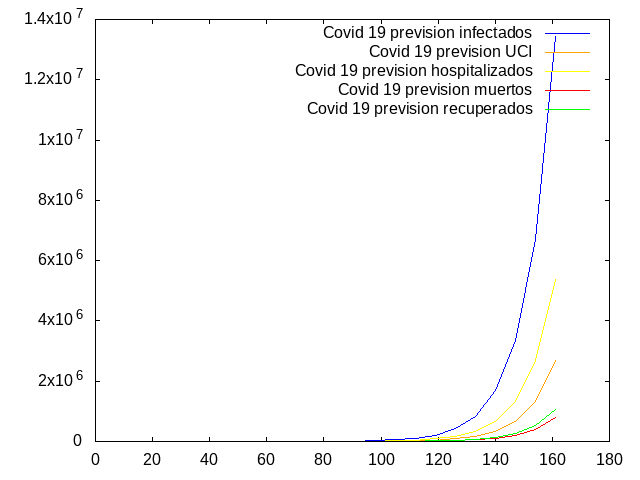 1.4x10 7
1.2x10 7
1x10 7
8x10 6
6x10 6
4x10 6
2x10 6
0
0 20 40 60 80 100 120 140 160 180
Covid 19 prevision infectados
Covid 19 prevision UCI
Covid 19 prevision hospitalizados
Covid 19 prevision muertos
Covid 19 prevision recuperados